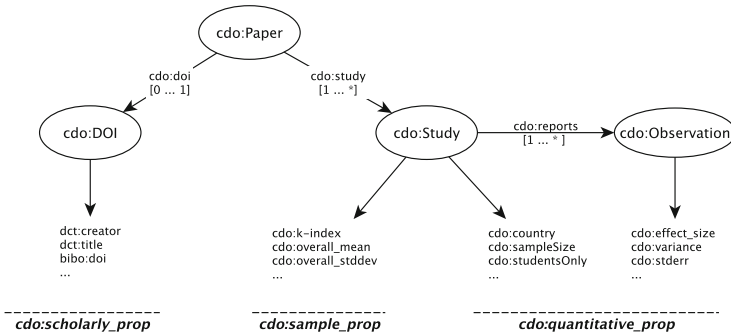 cdo:Paper
cdo:doi
[0 ... 1]
cdo:study
[1 ... *]
cdo:DOI
cdo:Study
cdo:reports
[1 ... * ]
cdo:Observation
dct:creator
dct:title
bibo:doi
...
cdo:k-index
cdo:overall_mean
cdo:overall_stddev
...
cdo:country
cdo:sampleSize
cdo:studentsOnly
...
cdo:effect_size
cdo:variance
cdo:stderr
...
cdo:scholarly_prop
cdo:sample_prop
cdo:quantitative_prop